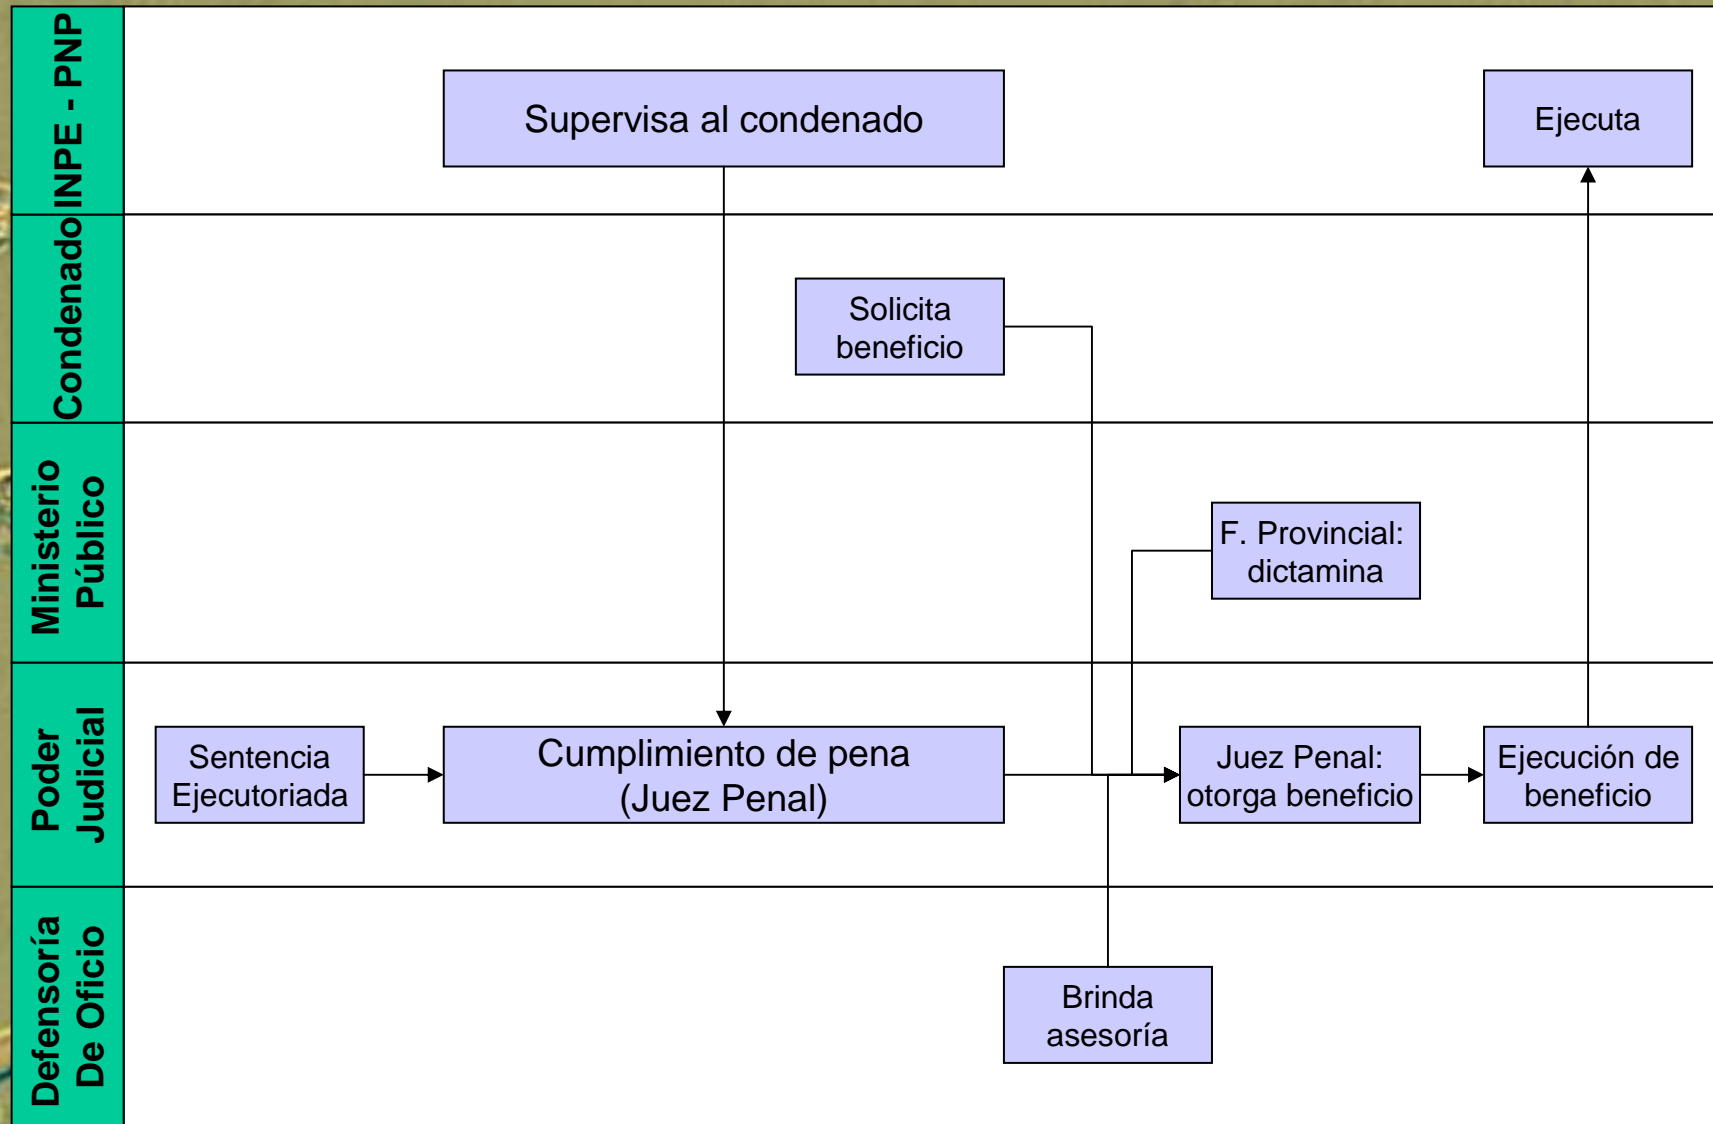 INPE - PNP
Supervisa al condenado
Ejecuta
Condenado
Solicita
beneficio
Ministerio
Público
F. Provincial:
dictamina
Poder
Judicial
Sentencia
Ejecutoriada
Cumplimiento de pena
(Juez Penal)
Juez Penal:
otorga beneficio
Ejecución de
beneficio
Defensoría
De Oficio
Brinda
asesoría